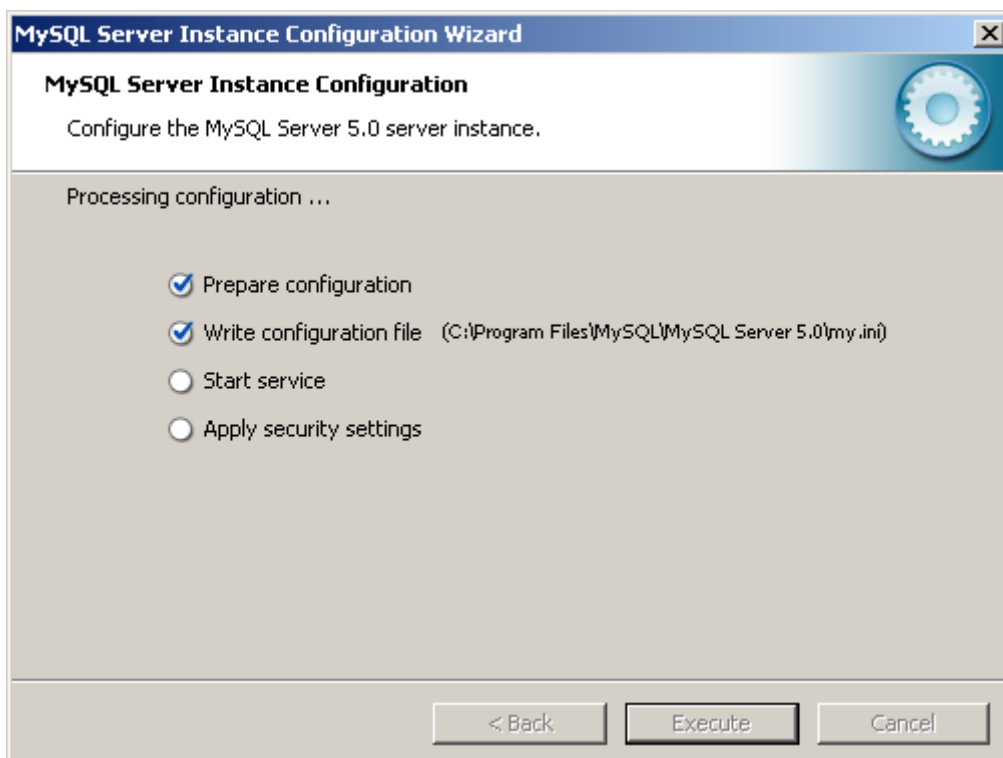 MySQL Server Instance Configuration Wizard
MySQL Server Instance Configuration
Configure the MySQL Server 5.0 server instance.
Processing configuration ...
Prepare configuration
Write configuration file (C:\Program Files\MySQL\MySQL Server 5.0\my.ini)
Start service
Apply security settings
< Back Execute Cancel